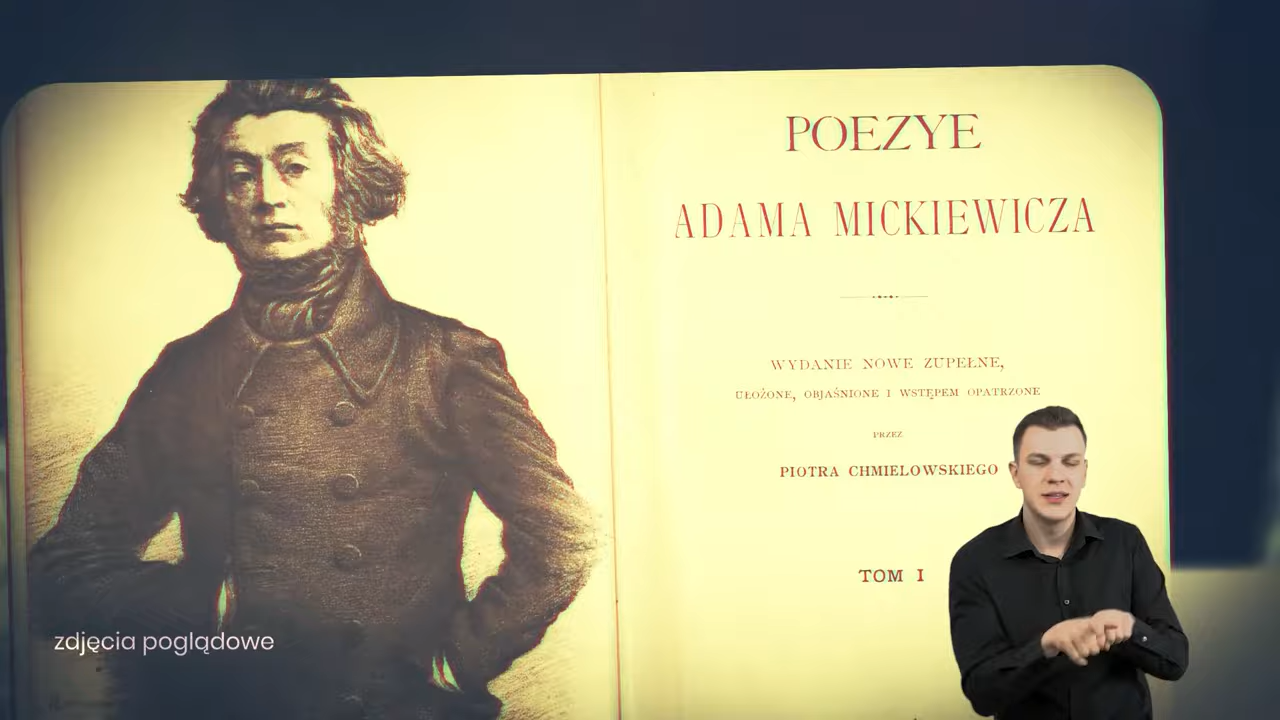 POEZYE
ADAMA MICKIEWICZA
WYDANIE NOWE ZUPEŁNE,
UŁOŻONE, OBJAŚNIONE I WSTĘPEM OPATRZONE
PRZEZ
PIOTRA CHMIELOWSKIEGO
TOM I
zdjęcia poglądowe